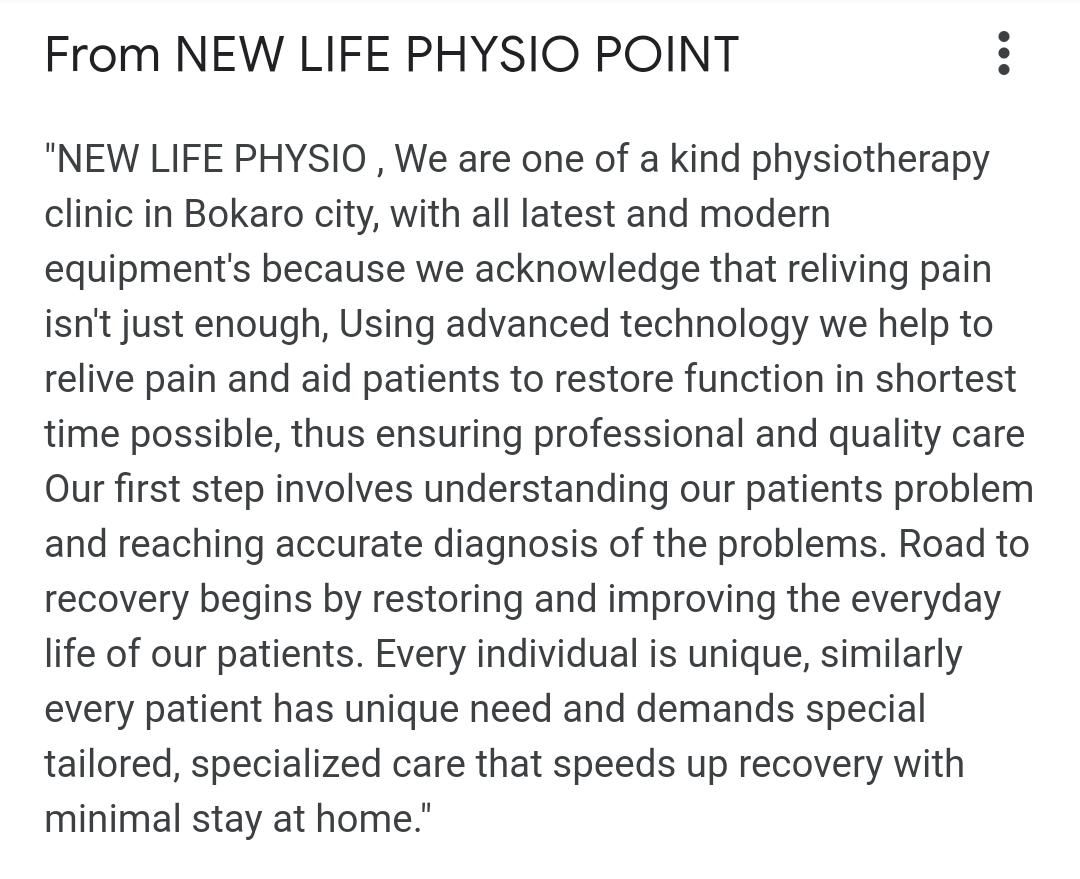 From NEW LIFE PHYSIO POINT
"NEW LIFE PHYSIO , We are one of a kind physiotherapy
clinic in Bokaro city, with all latest and modern
equipment's because we acknowledge that reliving pain
isn't just enough, Using advanced technology we help to
relive pain and aid patients to restore function in shortest
time possible, thus ensuring professional and quality care
Our first step involves understanding our patients problem
and reaching accurate diagnosis of the problems. Road to
recovery begins by restoring and improving the everyday
life of our patients. Every individual is unique, similarly
every patient has unique need and demands special
tailored, specialized care that speeds up recovery with
minimal stay at home."